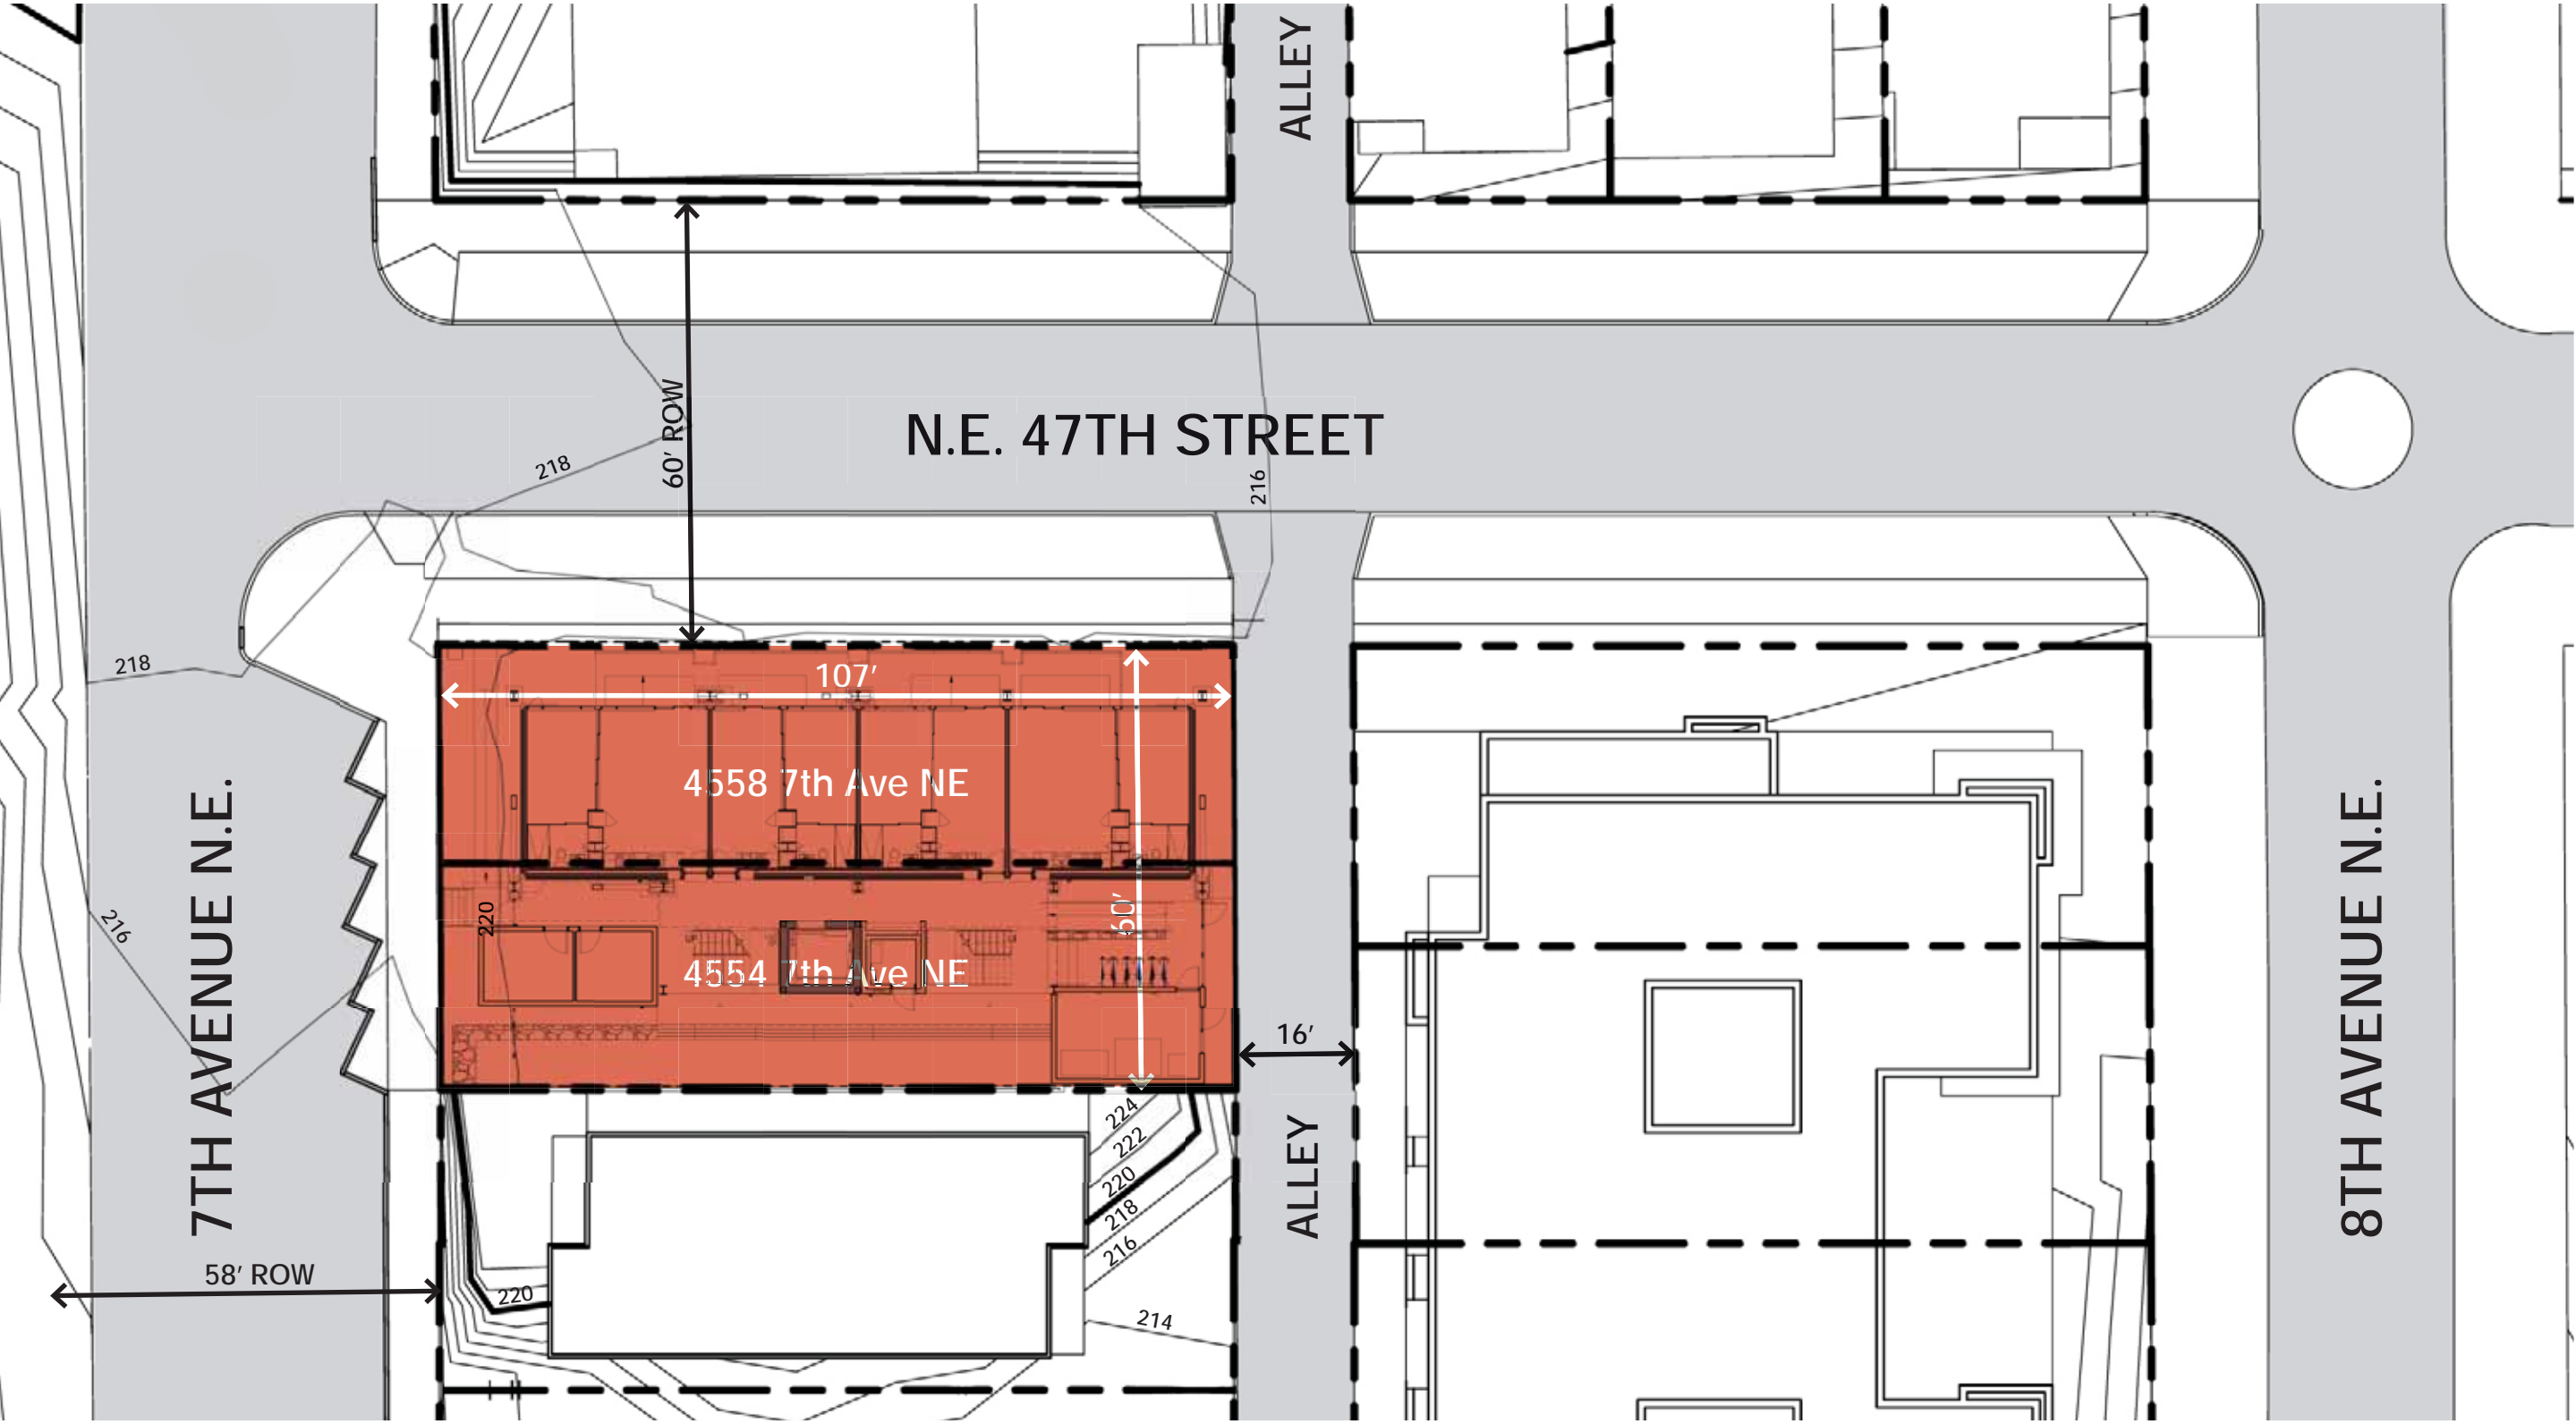 ALLEY
60′ ROW
N.E. 47TH STREET
218
216
218
107′
4558 7th Ave NE
7TH AVENUE N.E.
8TH AVENUE N.E.
220
60′
216
4554 7th Ave NE
16′
ALLEY
224
222
220
218
216
58′ ROW
220
214